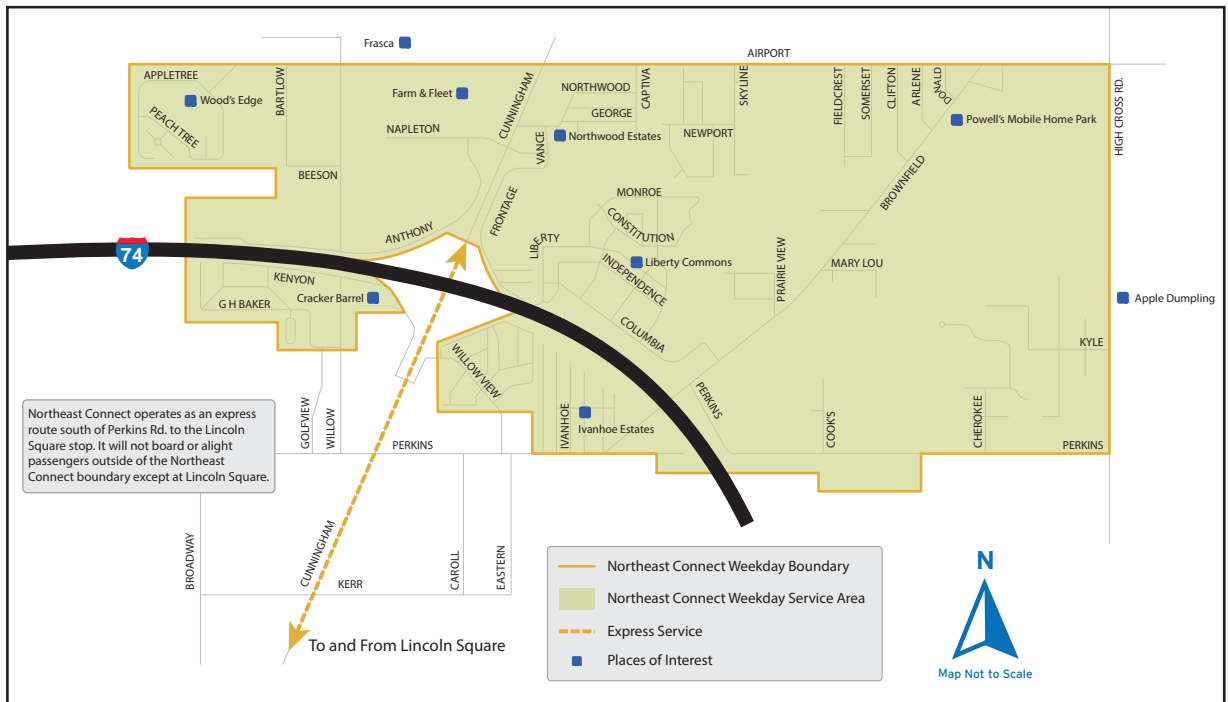 Frasca
AIRPORT
APPLETREE
Wood's Edge
PEACH TREE
BARTLOW
Farm & Fleet
NAPLETON
CUNNINGHAM
NORTHWOOD
GEORGE
CAPTIVA
VANCE
Northwood Estates
NEWPORT
SKYLINE
FIELDCREST
SOMERSET
CLIFTON
ARLENE
DONALD
Powell's Mobile Home Park
HIGH CROSS RD.
BEESON
FRONTAGE
MONROE
BROWNFIELD
CONSTITUTION
ANTHONY
LIBERTY
74
INDEPENDENCE
Liberty Commons
PRAIRIE VIEW
MARY LOU
KENYON
G H BAKER
Cracker Barrel
Apple Dumpling
COLUMBIA
KYLE
WILLOW VIEW
PERKINS
IVANHOE
Ivanhoe Estates
COOK'S
CHEROKEE
GOLFVIEW
WILLOW
PERKINS
PERKINS
Northeast Connect operates as an express
route south of Perkins Rd. to the Lincoln
Square stop. It will not board or alight
passengers outside of the Northeast
Connect boundary except at Lincoln Square.
BROADWAY
CUNNINGHAM
KERR
CAROLL
EASTERN
To and From Lincoln Square
Northeast Connect Weekday Boundary
Northeast Connect Weekday Service Area
Express Service
Places of Interest
N
Map Not to Scale